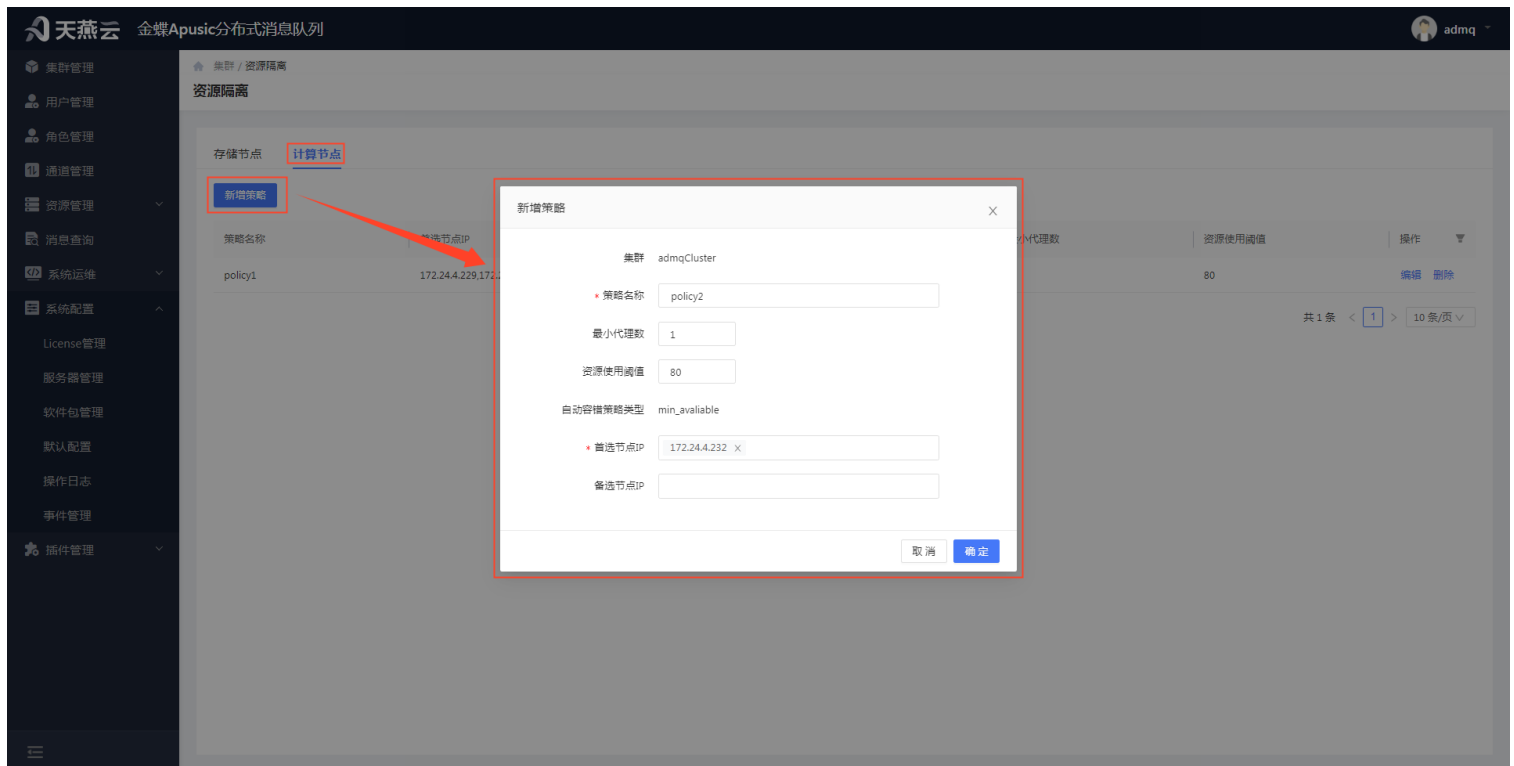 天燕云 金蝶Apusic分布式消息队列
admq
集群管理
用户管理
角色管理
通道管理
资源管理
消息查询
系统运维
系统配置
License管理
服务器管理
软件包管理
默认配置
操作日志
事件管理
插件管理
集群 / 资源隔离
资源隔离
存储节点 计算节点
新增策略
策略名称 首选节点IP 小代理数 资源使用阈值 操作
policy1 172.24.4.229,172. 80 编辑 删除
共 1 条 < 1 > 10 条/页
新增策略
集群 admqCluster
* 策略名称 policy2
最小代理数 1
资源使用阈值 80
自动容错策略类型 min_avaliable
* 首选节点IP 172.24.4.232 ×
备选节点IP
取 消 确 定